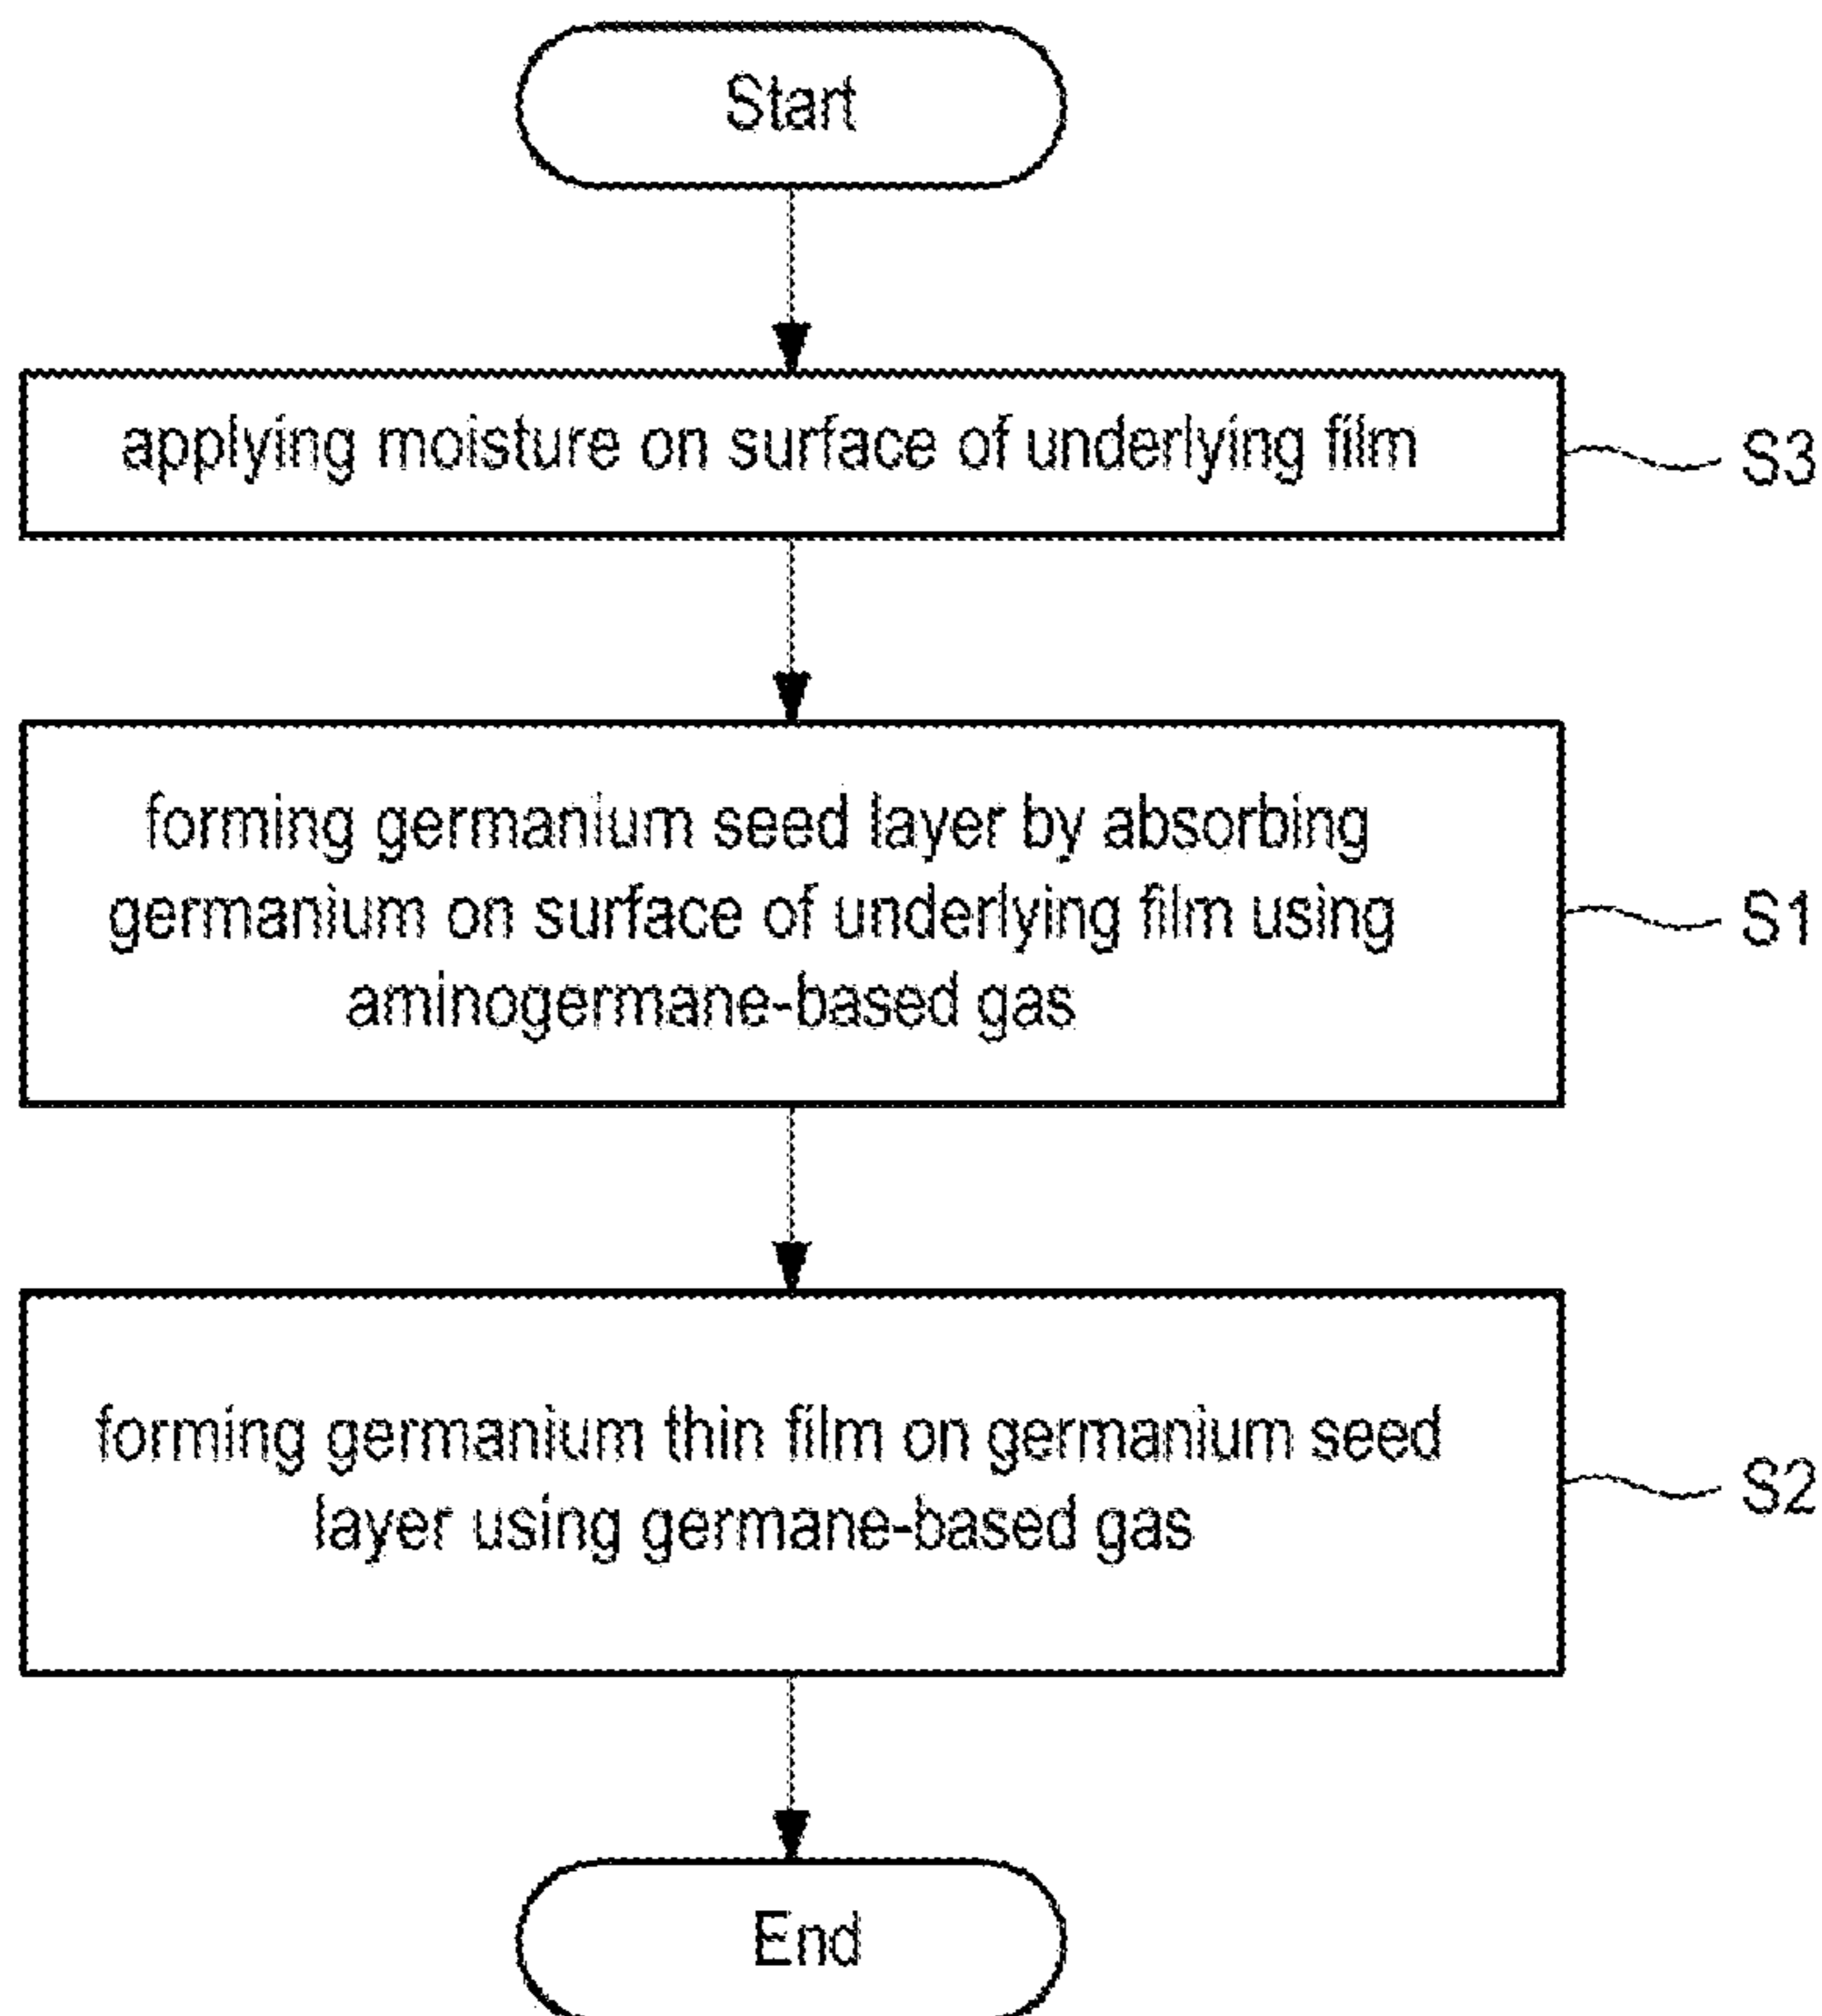 Start
applying moisture on surface of underlying film
S3
forming germanium seed layer by absorbing
germanium on surface of underlying film using
aminogermane-based gas
S1
forming germanium thin film on germanium seed
layer using germane-based gas
S2
End